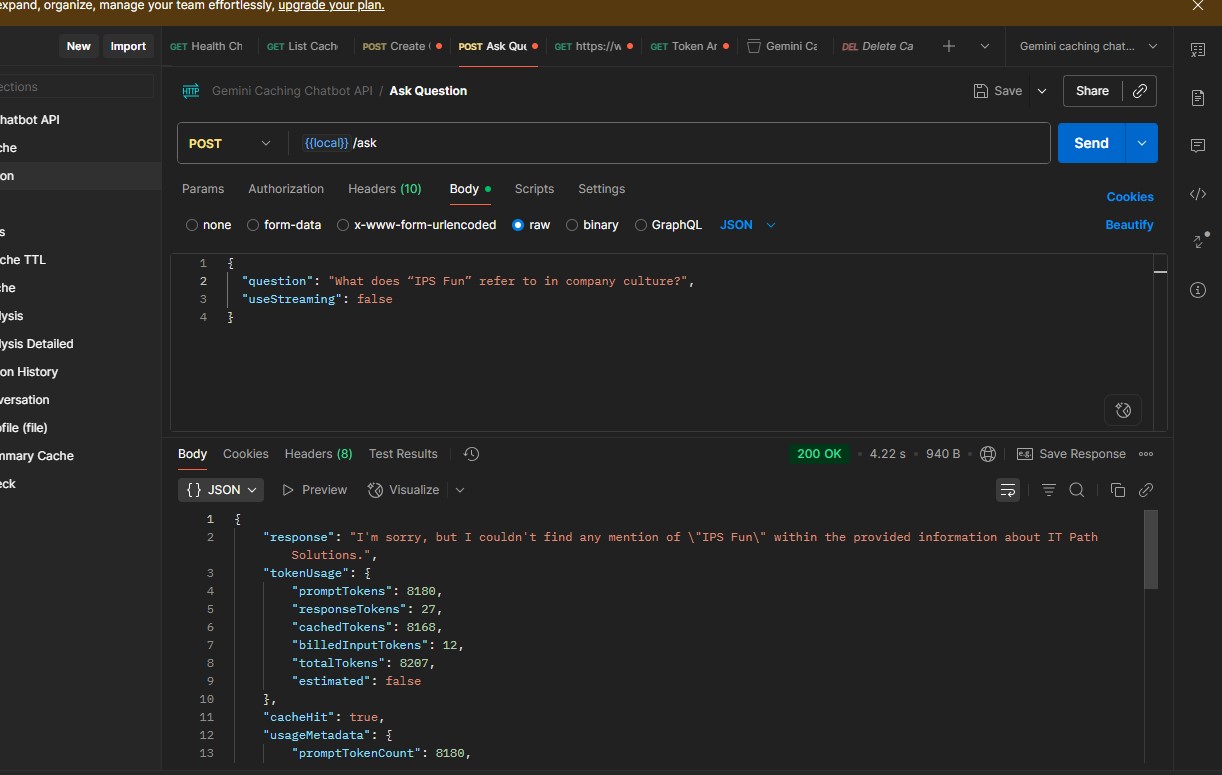 expand, organize, manage your team effortlessly, upgrade your plan.
New Import GET Health Ch GET List Cach POST Create ( POST Ask Que GET https://w GET Token Ar Gemini Ca DEL Delete Ca Gemini caching chat...
ections
HTTP Gemini Caching Chatbot API / Ask Question Save Share
hatbot API
che
on
s
che TTL
che
lysis
lysis Detailed
on History
versation
ofile (file)
mmary Cache
eck
POST {{local}} /ask Send
Params Authorization Headers (10) Body Scripts Settings Cookies
none form-data x-www-form-urlencoded raw binary GraphQL JSON Beautify
1 {
2 "question": "What does “IPS Fun” refer to in company culture?",
3 "useStreaming": false
4 }
Body Cookies Headers (8) Test Results 200 OK • 4.22 s • 940 B e.g. Save Response
{} JSON Preview Visualize
1 {
2 "response": "I'm sorry, but I couldn't find any mention of \"IPS Fun\" within the provided information about IT Path
Solutions.",
3 "tokenUsage": {
4 "promptTokens": 8180,
5 "responseTokens": 27,
6 "cachedTokens": 8168,
7 "billedInputTokens": 12,
8 "totalTokens": 8207,
9 "estimated": false
10 },
11 "cacheHit": true,
12 "usageMetadata": {
13 "promptTokenCount": 8180,